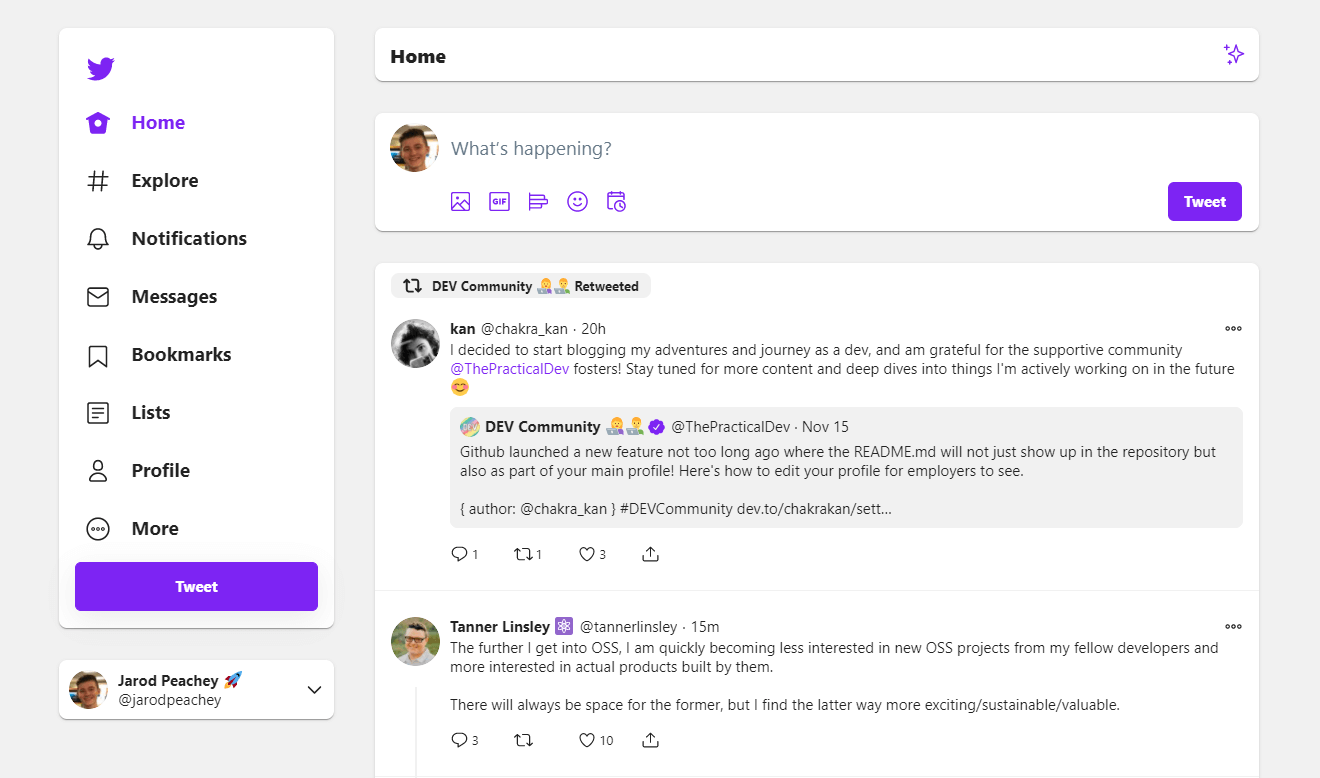 Home
Explore
Notifications
Messages
Bookmarks
Lists
Profile
More
Tweet
Jarod Peachey 🚀
@jarodpeachey
Home
What's happening?
GIF
Tweet
DEV Community 👩‍💻👨‍💻 Retweeted
kan @chakra_kan · 20h
I decided to start blogging my adventures and journey as a dev, and am grateful for the supportive community
@ThePracticalDev fosters! Stay tuned for more content and deep dives into things I'm actively working on in the future
😊
DEV
DEV Community 👩‍💻👨‍💻 @ThePracticalDev · Nov 15
Github launched a new feature not too long ago where the README.md will not just show up in the repository but
also as part of your main profile! Here's how to edit your profile for employers to see.
{ author: @chakra_kan } #DEVCommunity dev.to/chakrakan/sett…
1 1 3
Tanner Linsley ⚛ @tannerlinsley · 15m
The further I get into OSS, I am quickly becoming less interested in new OSS projects from my fellow developers and
more interested in actual products built by them.
There will always be space for the former, but I find the latter way more exciting/sustainable/valuable.
3 10